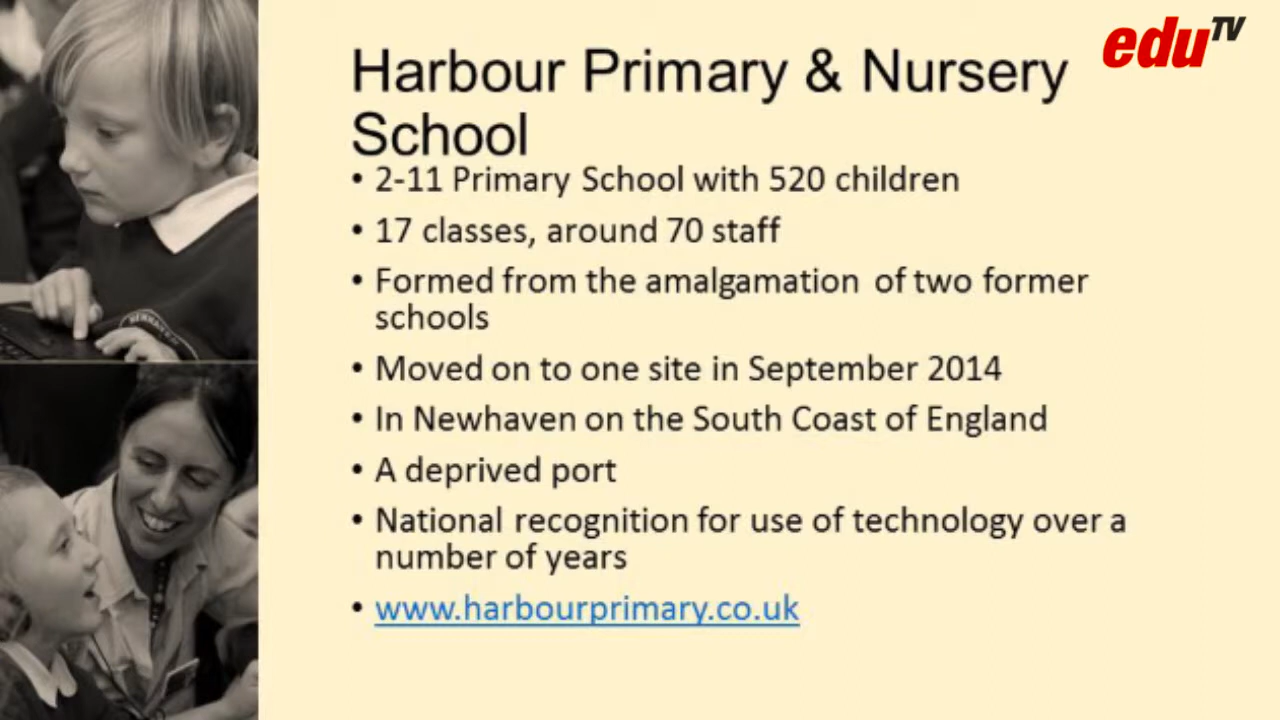 edu TV
Harbour Primary & Nursery
School
• 2-11 Primary School with 520 children
• 17 classes, around 70 staff
• Formed from the amalgamation of two former
schools
• Moved on to one site in September 2014
• In Newhaven on the South Coast of England
• A deprived port
• National recognition for use of technology over a
number of years
• www.harbourprimary.co.uk